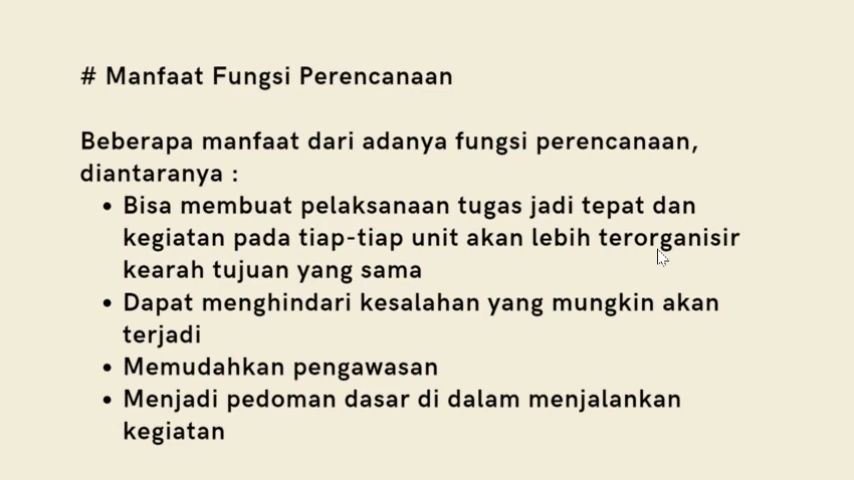 # Manfaat Fungsi Perencanaan
Beberapa manfaat dari adanya fungsi perencanaan,
diantaranya :
• Bisa membuat pelaksanaan tugas jadi tepat dan
kegiatan pada tiap-tiap unit akan lebih terorganisir
kearah tujuan yang sama
• Dapat menghindari kesalahan yang mungkin akan
terjadi
• Memudahkan pengawasan
• Menjadi pedoman dasar di dalam menjalankan
kegiatan